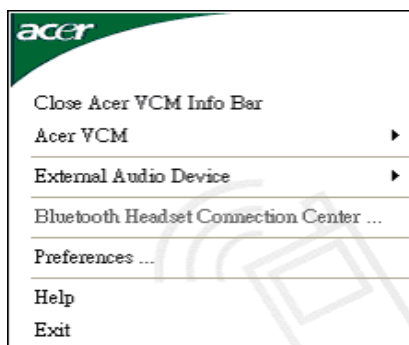 acer
Close Acer VCM Info Bar
Acer VCM
External Audio Device
Bluetooth Headset Connection Center ...
Preferences ...
Help
Exit